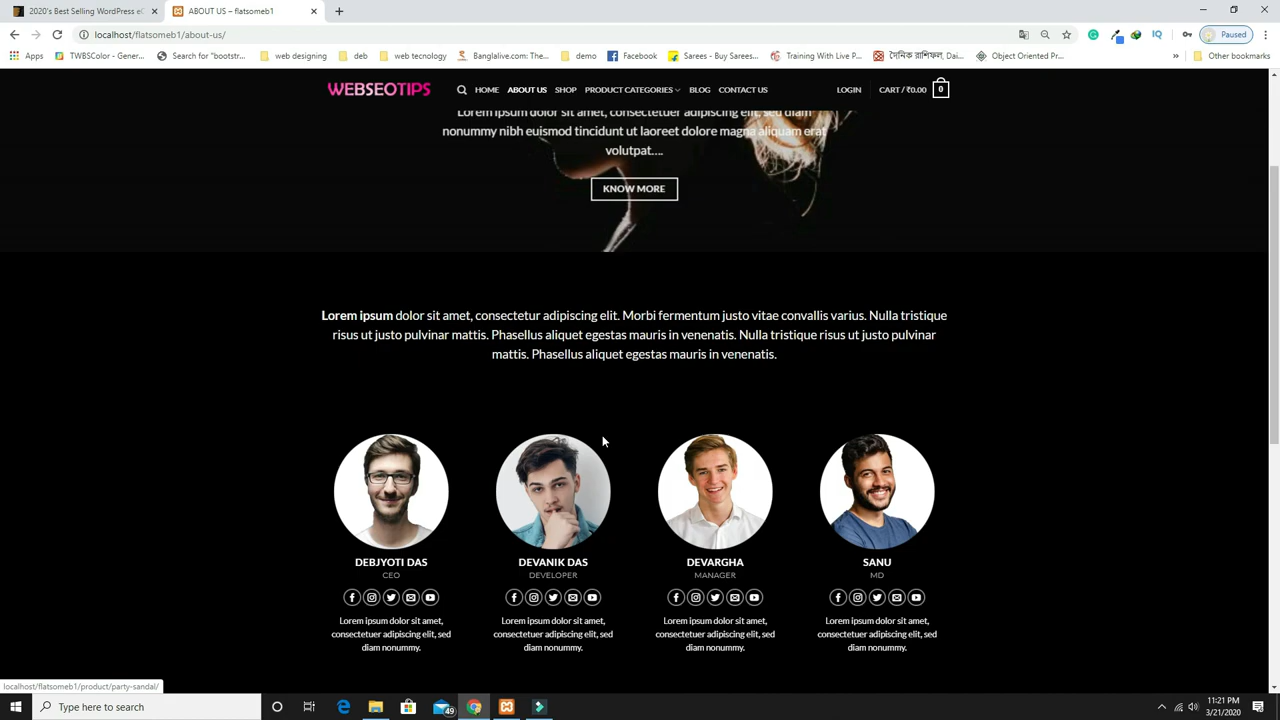 2020's Best Selling WordPress eC
ABOUT US – flatsomeb1
localhost/flatsomeb1/about-us/
Paused
Apps
TWBSColor - Gener...
Search for "bootstr...
web designing
deb
web tecnology
Banglalive.com: The...
demo
Facebook
Sarees – Buy Sarees...
Training With Live P...
দৈনিক রাশিফল, Dai...
Object Oriented Pr...
»
Other bookmarks
WEBSEOTIPS
HOME
ABOUT US
SHOP
PRODUCT CATEGORIES
BLOG
CONTACT US
LOGIN
CART / ₹0.00
0
Lorem ipsum dolor sit amet, consectetuer adipiscing elit, sed diam
nonummy nibh euismod tincidunt ut laoreet dolore magna aliquam erat
volutpat....
KNOW MORE
Lorem ipsum dolor sit amet, consectetur adipiscing elit. Morbi fermentum justo vitae convallis varius. Nulla tristique
risus ut justo pulvinar mattis. Phasellus aliquet egestas mauris in venenatis. Nulla tristique risus ut justo pulvinar
mattis. Phasellus aliquet egestas mauris in venenatis.
DEBJYOTI DAS
CEO
Lorem ipsum dolor sit amet,
consectetuer adipiscing elit, sed
diam nonummy.
DEVANIK DAS
DEVELOPER
Lorem ipsum dolor sit amet,
consectetuer adipiscing elit, sed
diam nonummy.
DEVARGHA
MANAGER
Lorem ipsum dolor sit amet,
consectetuer adipiscing elit, sed
diam nonummy.
SANU
MD
Lorem ipsum dolor sit amet,
consectetuer adipiscing elit, sed
diam nonummy.
localhost/flatsomeb1/product/party-sandal/
Type here to search
49
11:21 PM
3/21/2020